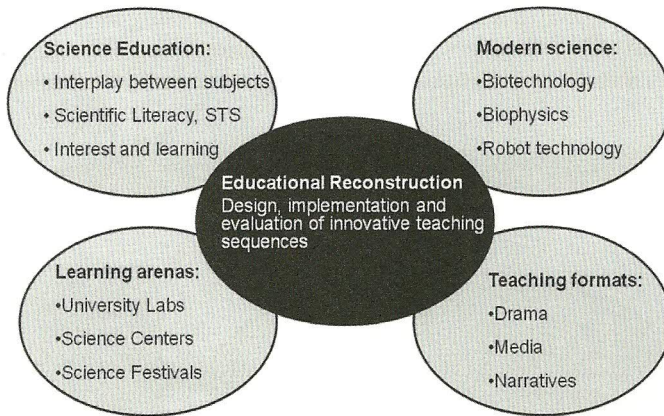 Science Education:
• Interplay between subjects
• Scientific Literacy, STS
• Interest and learning
Modern science:
•Biotechnology
•Biophysics
•Robot technology
Educational Reconstruction
Design, implementation and
evaluation of innovative teaching
sequences
Learning arenas:
•University Labs
•Science Centers
•Science Festivals
Teaching formats:
•Drama
•Media
•Narratives